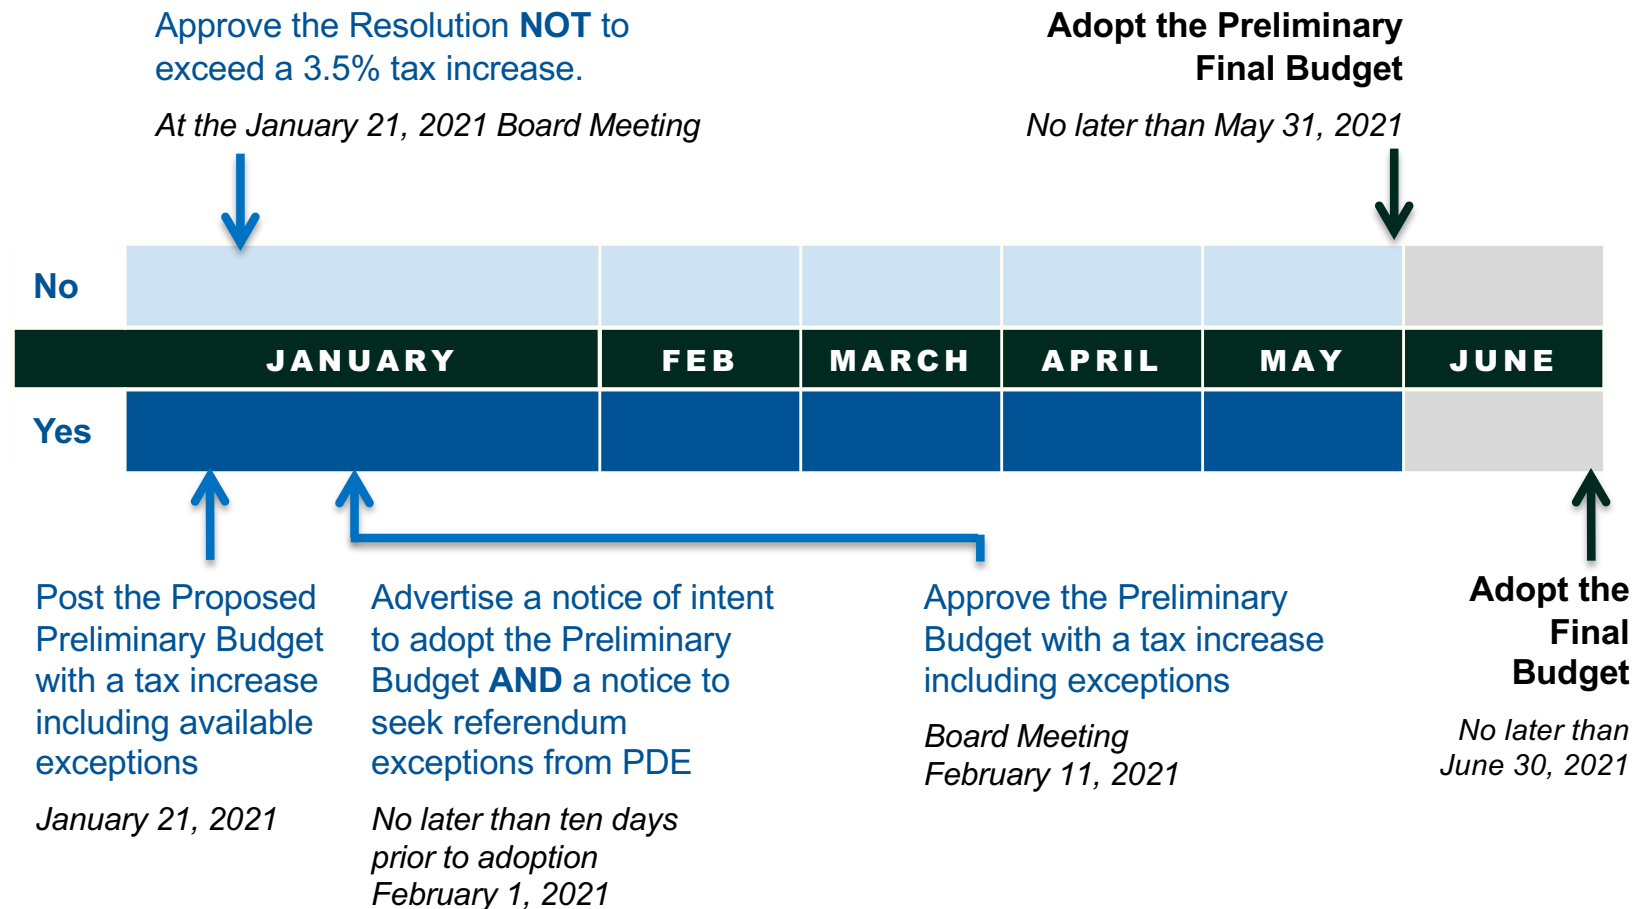 Approve the Resolution NOT to
exceed a 3.5% tax increase.
At the January 21, 2021 Board Meeting
Adopt the Preliminary
Final Budget
No later than May 31, 2021
No
JANUARY
FEB
MARCH
APRIL
MAY
JUNE
Yes
Post the Proposed
Preliminary Budget
with a tax increase
including available
exceptions
January 21, 2021
Advertise a notice of intent
to adopt the Preliminary
Budget AND a notice to
seek referendum
exceptions from PDE
No later than ten days
prior to adoption
February 1, 2021
Approve the Preliminary
Budget with a tax increase
including exceptions
Board Meeting
February 11, 2021
Adopt the
Final
Budget
No later than
June 30, 2021